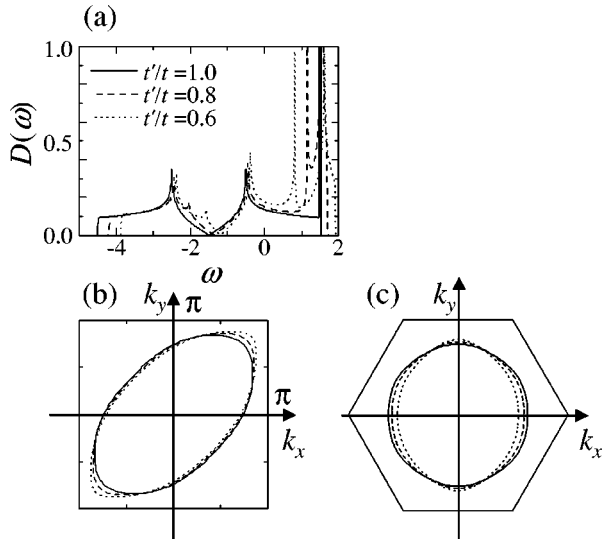 (a)
1.0
0.5
0.0
D(ω)
t'/t =1.0
t'/t =0.8
t'/t =0.6
-4 -2 0 2
ω
(b) k_y π
π
k_x
(c) k_y
k_x